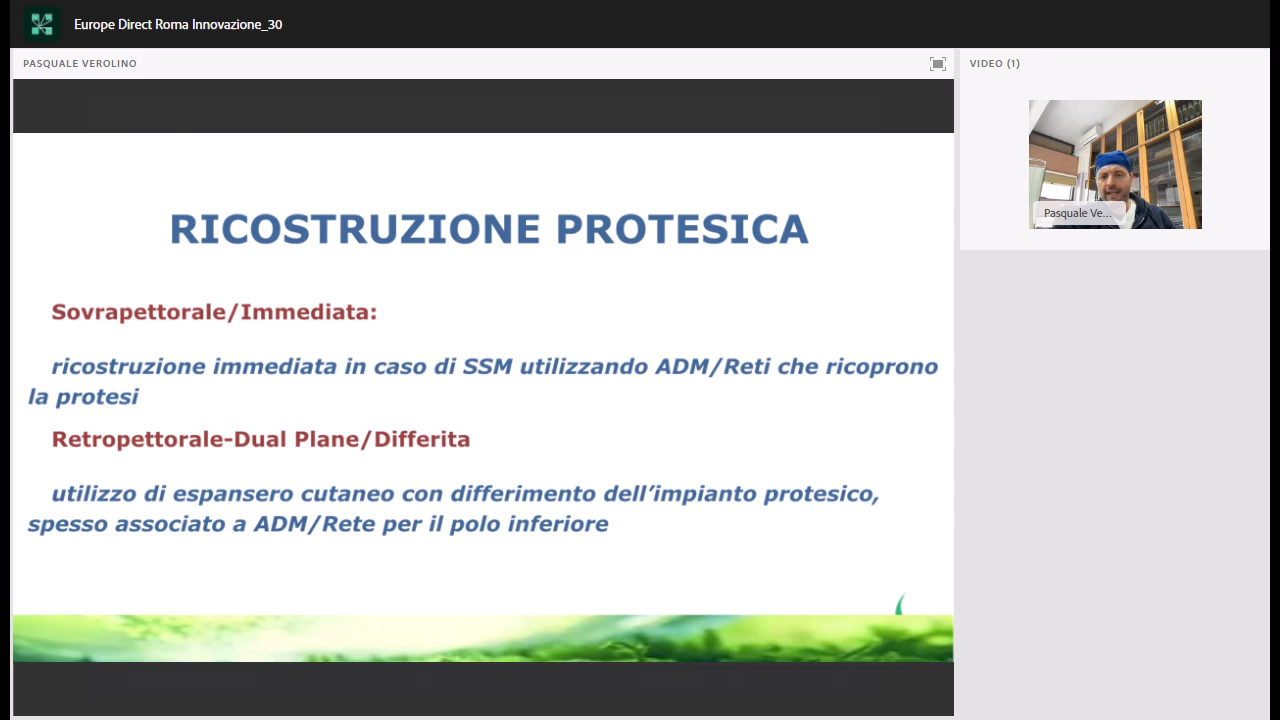 Europe Direct Roma Innovazione_30
PASQUALE VEROLINO
VIDEO (1)
Pasquale Ve...
RICOSTRUZIONE PROTESICA
Sovrapettorale/Immediata:
ricostruzione immediata in caso di SSM utilizzando ADM/Reti che ricoprono
la protesi
Retropettorale-Dual Plane/Differita
utilizzo di espansero cutaneo con differimento dell’impianto protesico,
spesso associato a ADM/Rete per il polo inferiore